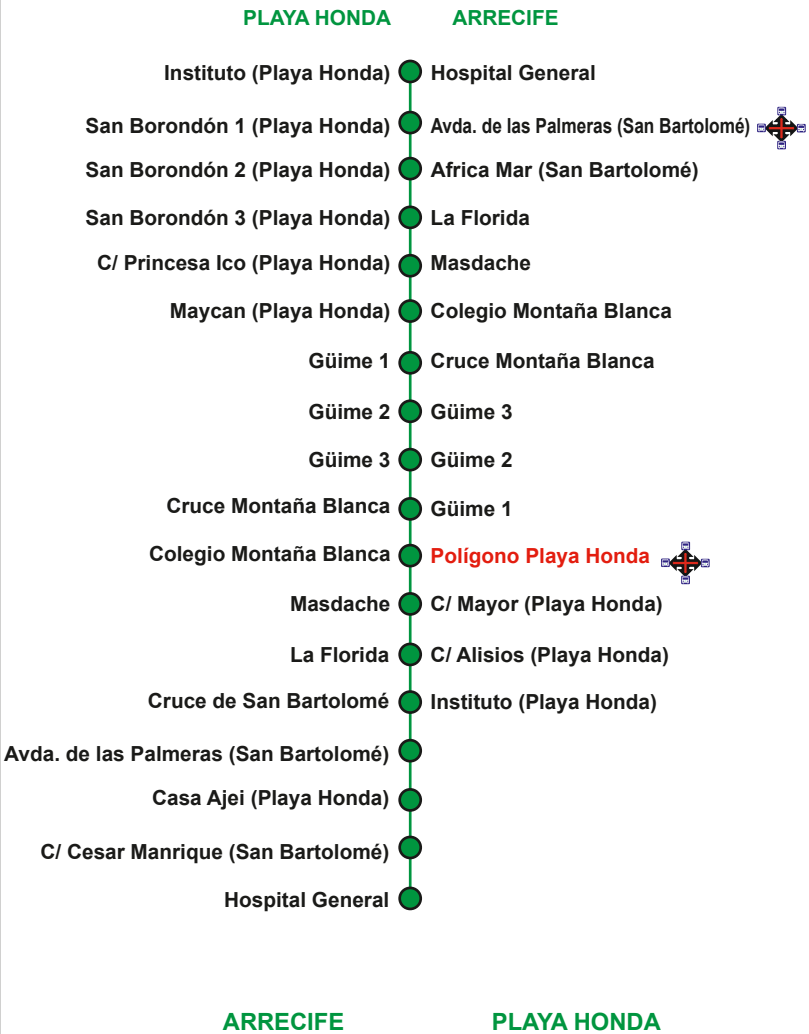 PLAYA HONDA ARRECIFE
Instituto (Playa Honda) Hospital General
San Borondón 1 (Playa Honda) Avda. de las Palmeras (San Bartolomé)
San Borondón 2 (Playa Honda) Africa Mar (San Bartolomé)
San Borondón 3 (Playa Honda) La Florida
C/ Princesa Ico (Playa Honda) Masdache
Maycan (Playa Honda) Colegio Montaña Blanca
Güime 1 Cruce Montaña Blanca
Güime 2 Güime 3
Güime 3 Güime 2
Cruce Montaña Blanca Güime 1
Colegio Montaña Blanca Polígono Playa Honda
Masdache C/ Mayor (Playa Honda)
La Florida C/ Alisios (Playa Honda)
Cruce de San Bartolomé Instituto (Playa Honda)
Avda. de las Palmeras (San Bartolomé)
Casa Ajei (Playa Honda)
C/ Cesar Manrique (San Bartolomé)
Hospital General
ARRECIFE PLAYA HONDA